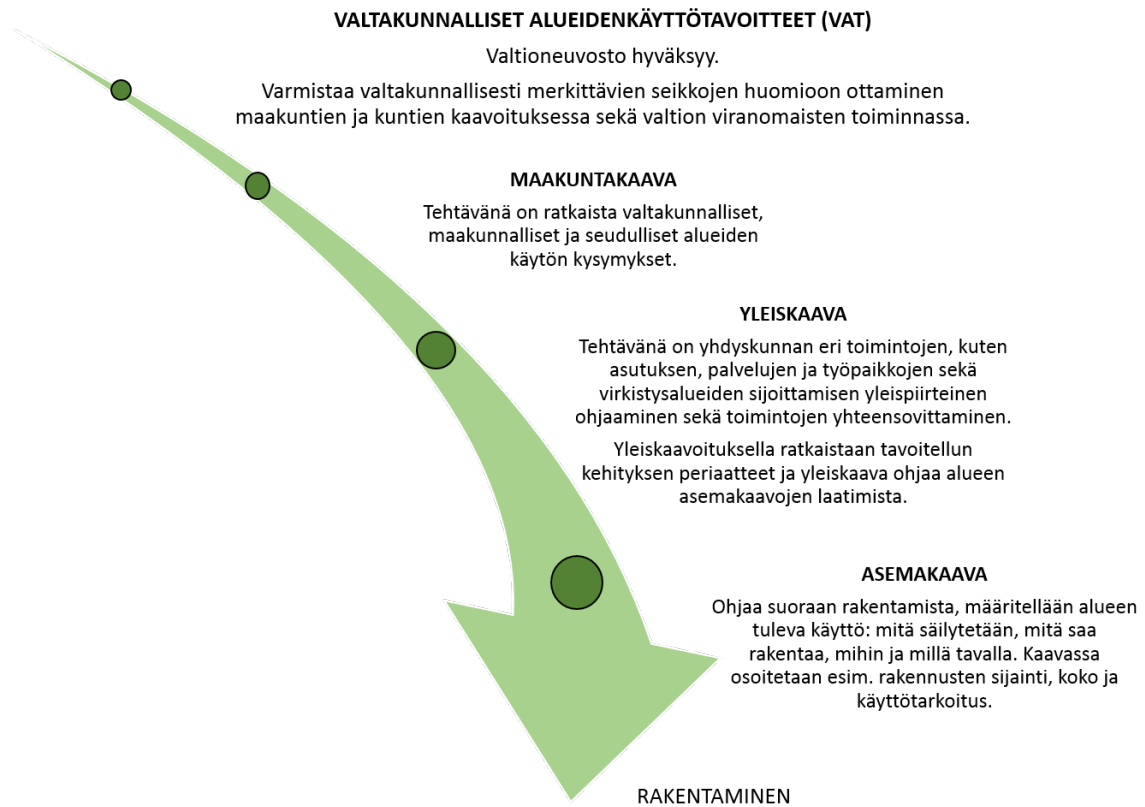 VALTAKUNNALLISET ALUEIDENKÄYTTÖTAVOITTEET (VAT)
Valtioneuvosto hyväksyy.
Varmistaa valtakunnallisesti merkittävien seikkojen huomioon ottaminen
maakuntien ja kuntien kaavoituksessa sekä valtion viranomaisten toiminnassa.
MAAKUNTAKAAVA
Tehtävänä on ratkaista valtakunnalliset,
maakunnalliset ja seudulliset alueiden
käytön kysymykset.
YLEISKAAVA
Tehtävänä on yhdyskunnan eri toimintojen, kuten
asutuksen, palvelujen ja työpaikkojen sekä
virkistysalueiden sijoittamisen yleispiirteinen
ohjaaminen sekä toimintojen yhteensovittaminen.
Yleiskaavoituksella ratkaistaan tavoitellun
kehityksen periaatteet ja yleiskaava ohjaa alueen
asemakaavojen laatimista.
ASEMAKAAVA
Ohjaa suoraan rakentamista, määritellään alueen
tuleva käyttö: mitä säilytetään, mitä saa
rakentaa, mihin ja millä tavalla. Kaavassa
osoitetaan esim. rakennusten sijainti, koko ja
käyttötarkoitus.
RAKENTAMINEN